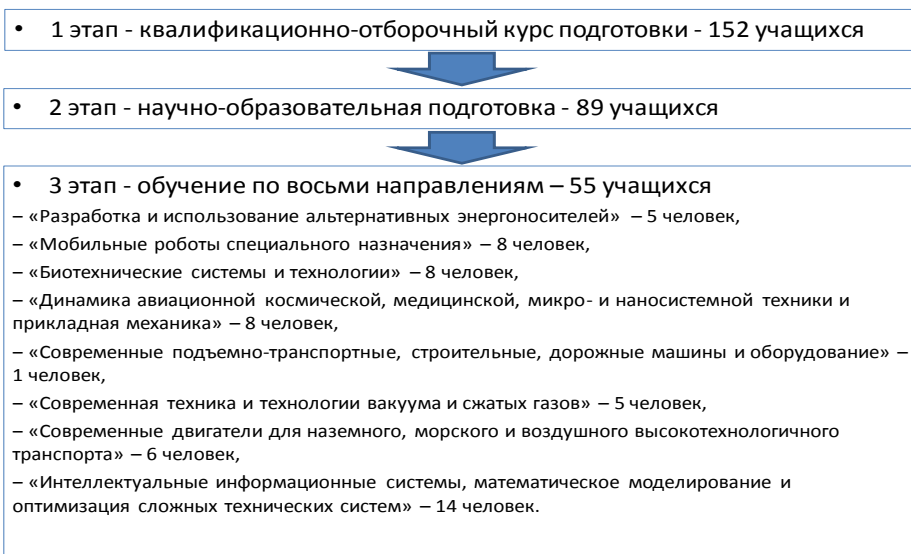 • 1 этап - квалификационно-отборочный курс подготовки - 152 учащихся
• 2 этап - научно-образовательная подготовка - 89 учащихся
• 3 этап - обучение по восьми направлениям – 55 учащихся
– «Разработка и использование альтернативных энергоносителей» – 5 человек,
– «Мобильные роботы специального назначения» – 8 человек,
– «Биотехнические системы и технологии» – 8 человек,
– «Динамика авиационной космической, медицинской, микро- и наносистемной техники и
прикладная механика» – 8 человек,
– «Современные подъемно-транспортные, строительные, дорожные машины и оборудование» –
1 человек,
– «Современная техника и технологии вакуума и сжатых газов» – 5 человек,
– «Современные двигатели для наземного, морского и воздушного высокотехнологичного
транспорта» – 6 человек,
– «Интеллектуальные информационные системы, математическое моделирование и
оптимизация сложных технических систем» – 14 человек.